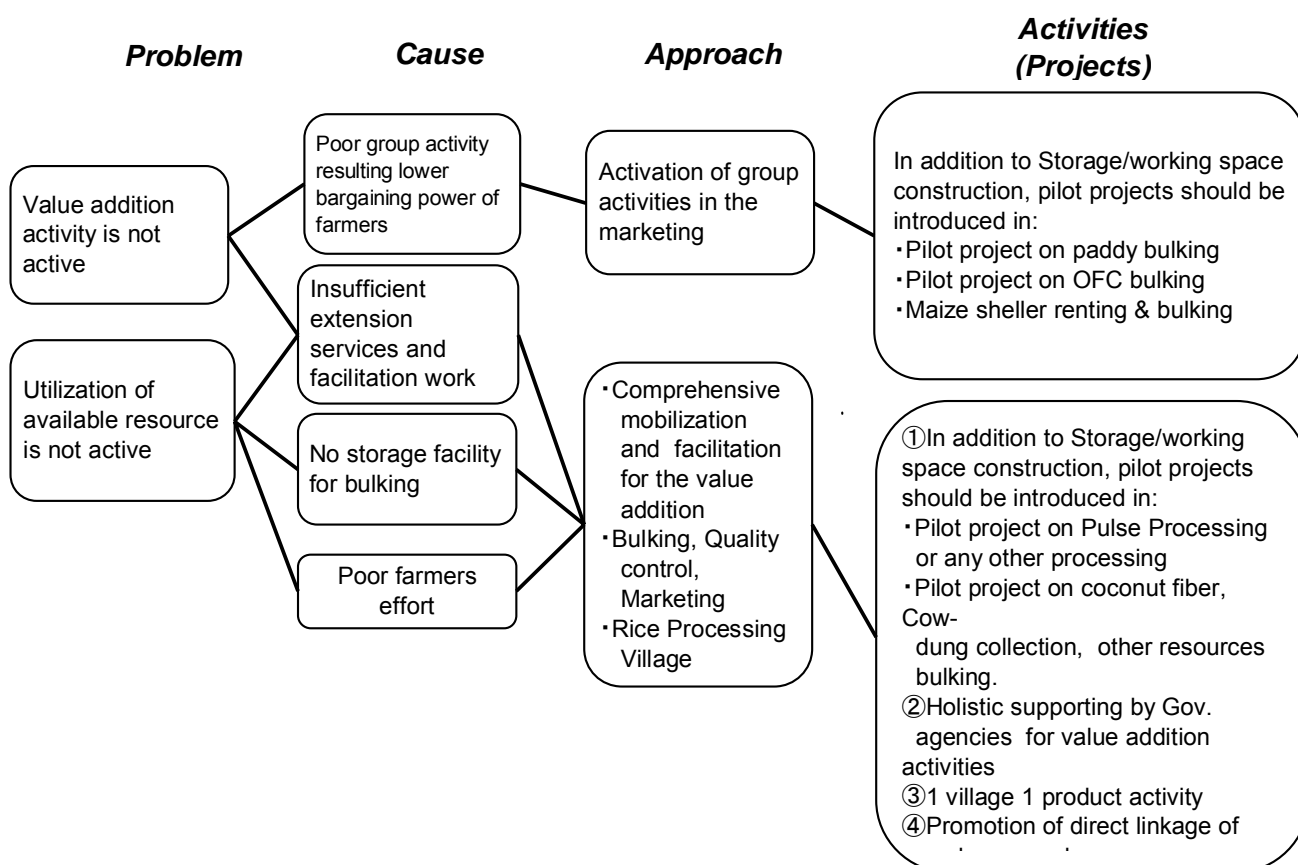 Problem
Cause
Approach
Activities
(Projects)
Value addition
activity is not
active
Utilization of
available resource
is not active
Poor group activity
resulting lower
bargaining power of
farmers
Insufficient
extension
services and
facilitation work
No storage facility
for bulking
Poor farmers
effort
Activation of group
activities in the
marketing
・Comprehensive
mobilization
and facilitation
for the value
addition
・Bulking, Quality
control,
Marketing
・Rice Processing
Village
In addition to Storage/working space
construction, pilot projects should be
introduced in:
・Pilot project on paddy bulking
・Pilot project on OFC bulking
・Maize sheller renting & bulking
①In addition to Storage/working
space construction, pilot projects
should be introduced in:
・Pilot project on Pulse Processing
or any other processing
・Pilot project on coconut fiber,
Cow-
dung collection, other resources
bulking.
②Holistic supporting by Gov.
agencies for value addition
activities
③1 village 1 product activity
④Promotion of direct linkage of